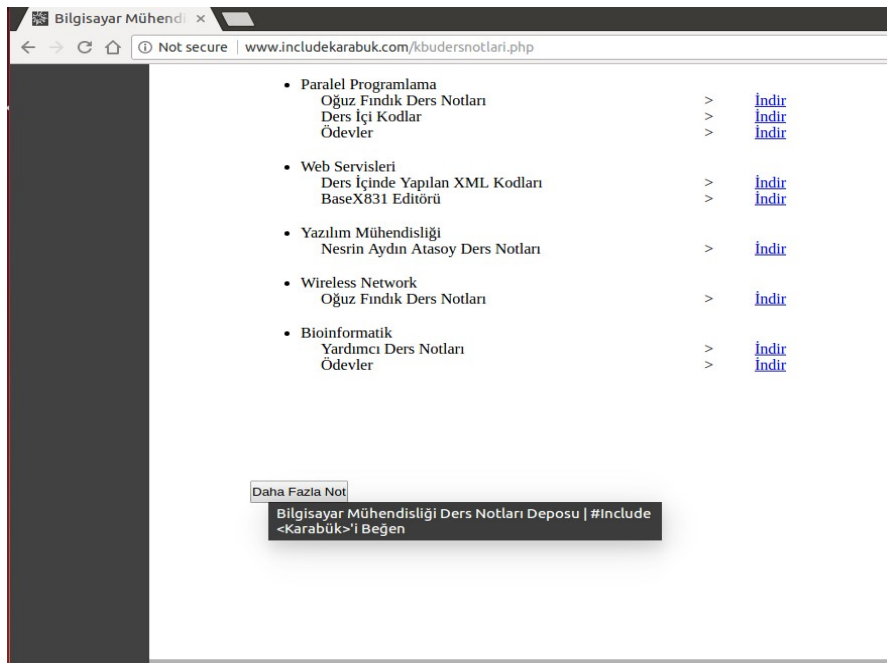 Bilgisayar Mühendi
Not secure www.includekarabuk.com/kbudersnotlari.php
Paralel Programlama
Oğuz Fındık Ders Notları > İndir
Ders İçi Kodlar > İndir
Ödevler > İndir
Web Servisleri
Ders İçinde Yapılan XML Kodları > İndir
BaseX831 Editörü > İndir
Yazılım Mühendisliği
Nesrin Aydın Atasoy Ders Notları > İndir
Wireless Network
Oğuz Fındık Ders Notları > İndir
Bioinformatik
Yardımcı Ders Notları > İndir
Ödevler > İndir
Daha Fazla Not
Bilgisayar Mühendisliği Ders Notları Deposu | #Include
<Karabük>'i Beğen